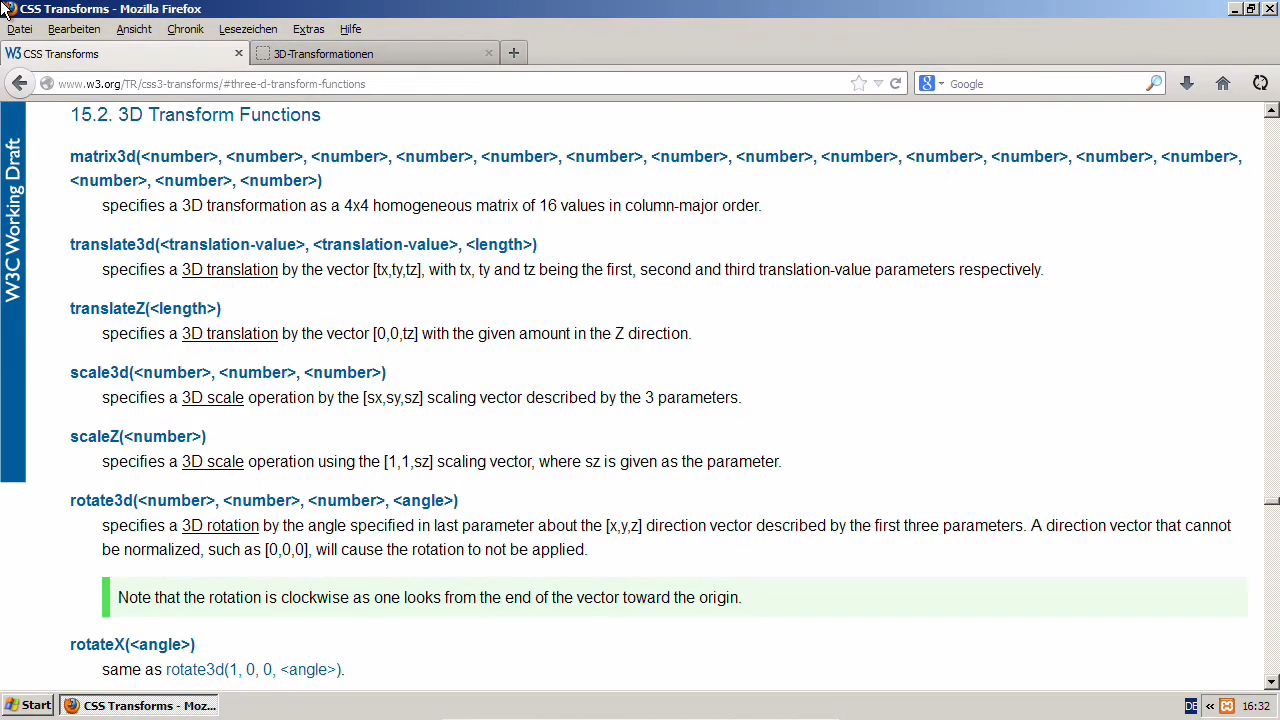 CSS Transforms - Mozilla Firefox
Datei Bearbeiten Ansicht Chronik Lesezeichen Extras Hilfe
W3 CSS Transforms 3D-Transformationen
www.w3.org/TR/css3-transforms/#three-d-transform-functions Google
W3C Working Draft
15.2. 3D Transform Functions
matrix3d(<number>, <number>, <number>, <number>, <number>, <number>, <number>, <number>, <number>, <number>, <number>, <number>, <number>,
<number>, <number>, <number>)
specifies a 3D transformation as a 4x4 homogeneous matrix of 16 values in column-major order.
translate3d(<translation-value>, <translation-value>, <length>)
specifies a 3D translation by the vector [tx,ty,tz], with tx, ty and tz being the first, second and third translation-value parameters respectively.
translateZ(<length>)
specifies a 3D translation by the vector [0,0,tz] with the given amount in the Z direction.
scale3d(<number>, <number>, <number>)
specifies a 3D scale operation by the [sx,sy,sz] scaling vector described by the 3 parameters.
scaleZ(<number>)
specifies a 3D scale operation using the [1,1,sz] scaling vector, where sz is given as the parameter.
rotate3d(<number>, <number>, <number>, <angle>)
specifies a 3D rotation by the angle specified in last parameter about the [x,y,z] direction vector described by the first three parameters. A direction vector that cannot
be normalized, such as [0,0,0], will cause the rotation to not be applied.
Note that the rotation is clockwise as one looks from the end of the vector toward the origin.
rotateX(<angle>)
same as rotate3d(1, 0, 0, <angle>).
Start CSS Transforms - Moz... DE « 16:32